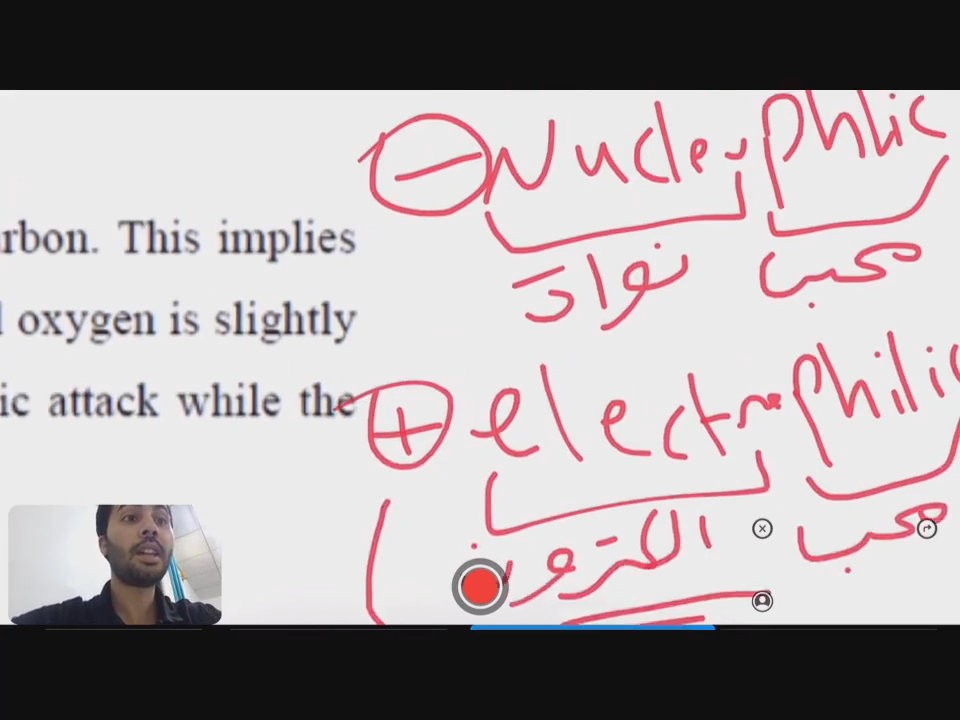 ⊖ Nucleophilic
rbon. This implies
نواة محب
oxygen is slightly
ic attack while the
⊕ electrophilic
الكترون محب